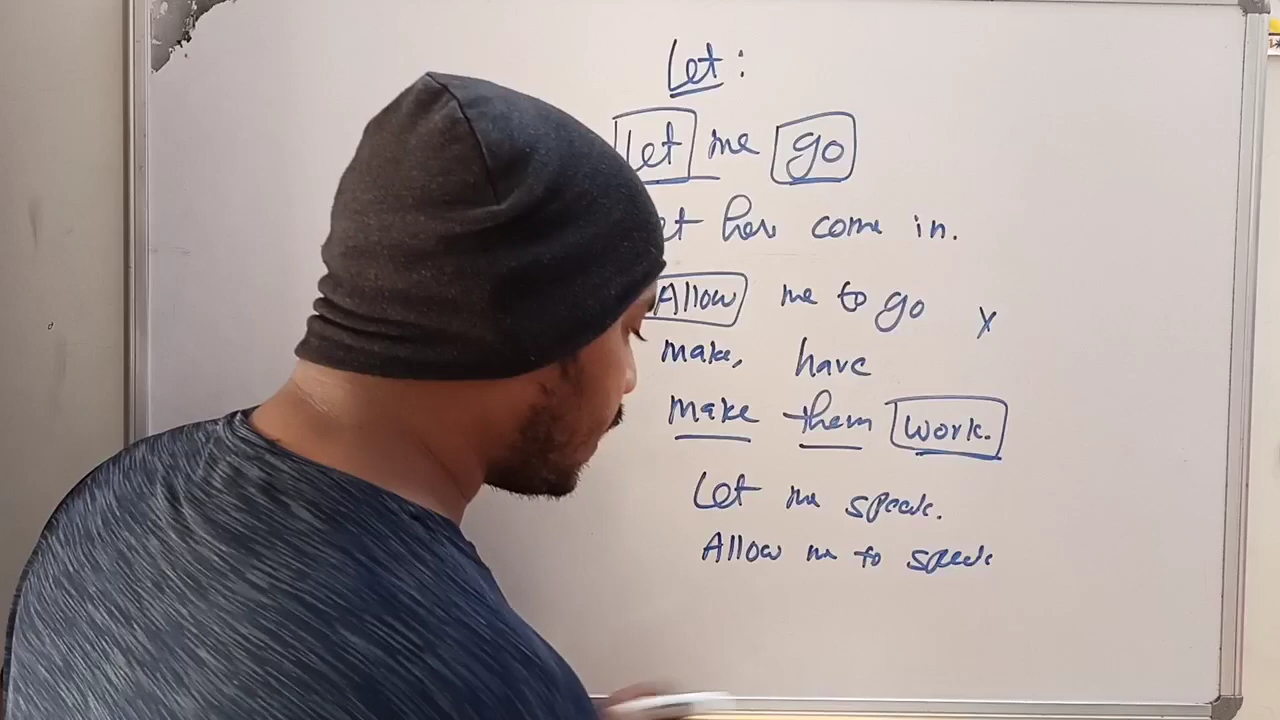 Let:
Let me go
et her come in.
Allow me to go x
make, have
make them work.
Let me speak.
Allow me to speak